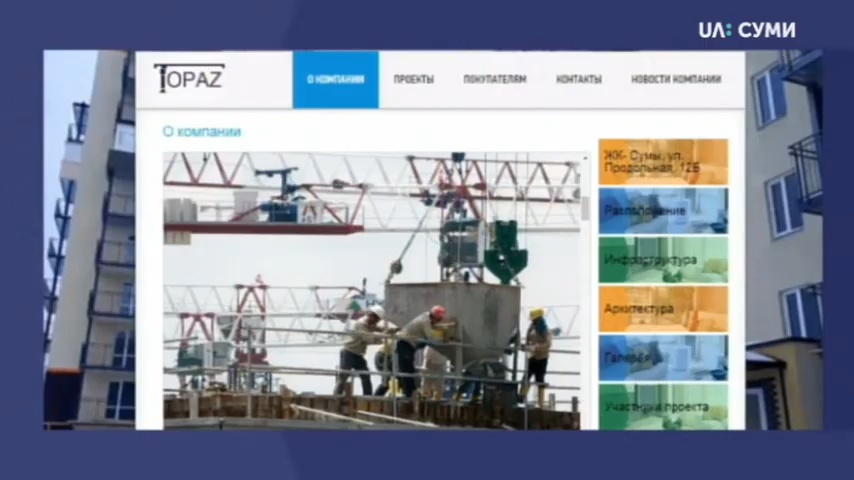 UA: СУМИ
TOPAZ
О КОМПАНИИ
ПРОЕКТЫ
ПОКУПАТЕЛЯМ
КОНТАКТЫ
НОВОСТИ КОМПАНИИ
О компании
ЖК- Сумы, ул.
Продольная, 12Б
Расположение
Инфраструктура
Архитектура
Галерея
Участники проекта